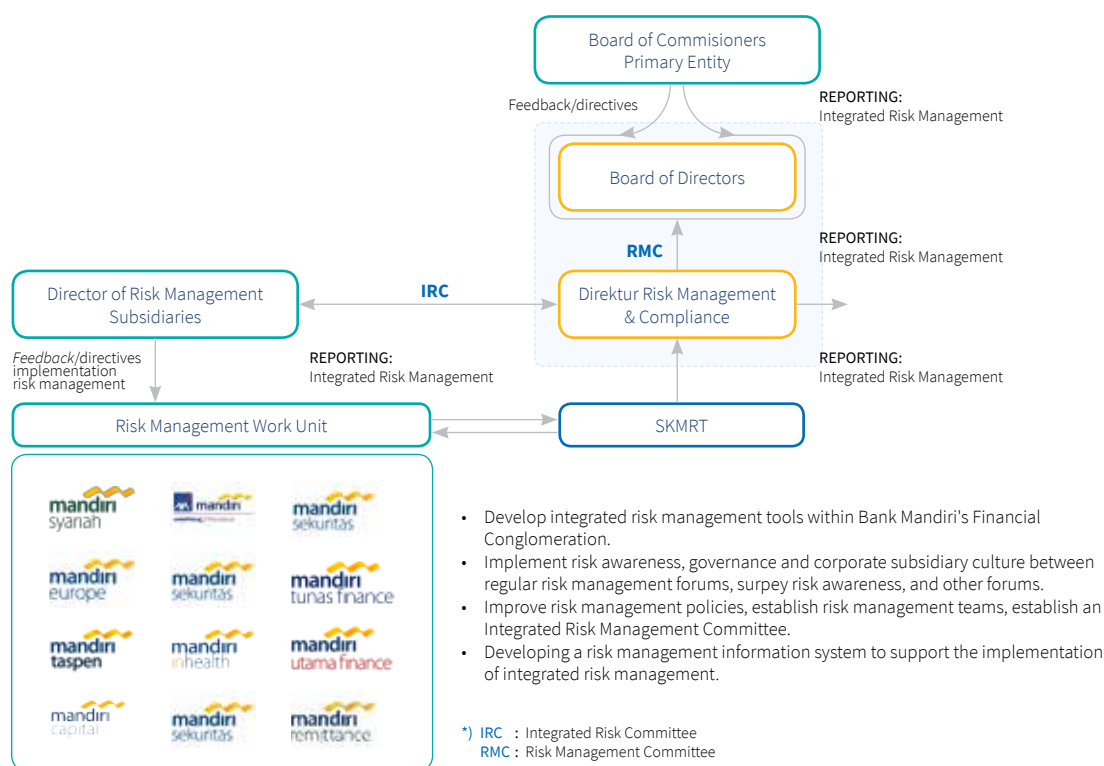 Board of Commisioners
Primary Entity
Feedback/directives
REPORTING:
Integrated Risk Management
Board of Directors
RMC
REPORTING:
Integrated Risk Management
Director of Risk Management
Subsidiaries
IRC
Direktur Risk Management
& Compliance
Feedback/directives
implementation
risk management
REPORTING:
Integrated Risk Management
REPORTING:
Integrated Risk Management
Risk Management Work Unit
SKMRT
mandiri
syariah
AXA mandiri
mandiri
sekuritas
mandiri
europe
mandiri
sekuritas
mandiri
tunas finance
mandiri
taspen
mandiri
inhealth
mandiri
utama finance
mandiri
capital
mandiri
sekuritas
mandiri
remittance
• Develop integrated risk management tools within Bank Mandiri's Financial
Conglomeration.
• Implement risk awareness, governance and corporate subsidiary culture between
regular risk management forums, surpey risk awareness, and other forums.
• Improve risk management policies, establish risk management teams, establish an
Integrated Risk Management Committee.
• Developing a risk management information system to support the implementation
of integrated risk management.
*) IRC : Integrated Risk Committee
RMC : Risk Management Committee